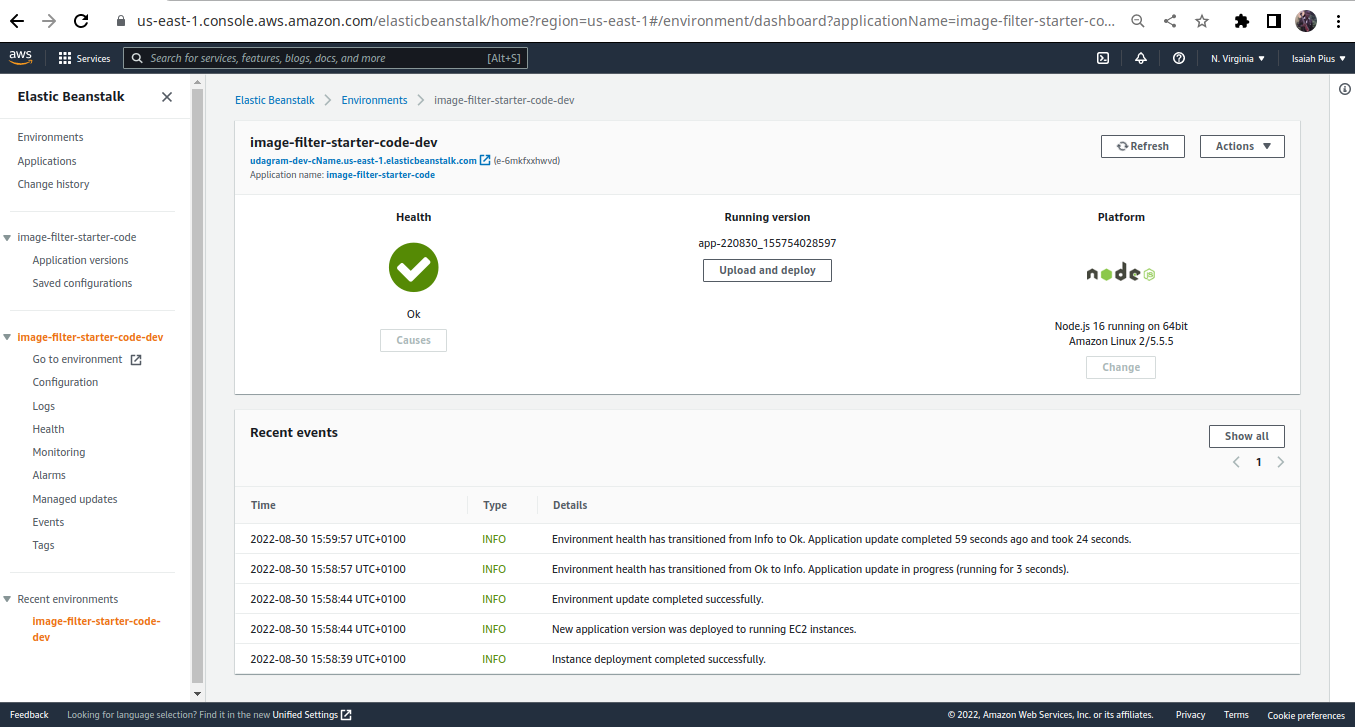 us-east-1.console.aws.amazon.com/elasticbeanstalk/home?region=us-east-1#/environment/dashboard?applicationName=image-filter-starter-co...
aws
Services
Search for services, features, blogs, docs, and more
[Alt+S]
N. Virginia
Isaiah Pius
Elastic Beanstalk
Environments
Applications
Change history
image-filter-starter-code
Application versions
Saved configurations
image-filter-starter-code-dev
Go to environment
Configuration
Logs
Health
Monitoring
Alarms
Managed updates
Events
Tags
Recent environments
image-filter-starter-code-
dev
Elastic Beanstalk
Environments
image-filter-starter-code-dev
image-filter-starter-code-dev
udagram-dev-cName.us-east-1.elasticbeanstalk.com (e-6mkfxxhwvd)
Application name: image-filter-starter-code
Refresh
Actions
Health
Ok
Causes
Running version
app-220830_155754028597
Upload and deploy
Platform
node
JS
Node.js 16 running on 64bit
Amazon Linux 2/5.5.5
Change
Recent events
Show all
1
Time Type Details
2022-08-30 15:59:57 UTC+0100 INFO Environment health has transitioned from Info to Ok. Application update completed 59 seconds ago and took 24 seconds.
2022-08-30 15:58:57 UTC+0100 INFO Environment health has transitioned from Ok to Info. Application update in progress (running for 3 seconds).
2022-08-30 15:58:44 UTC+0100 INFO Environment update completed successfully.
2022-08-30 15:58:44 UTC+0100 INFO New application version was deployed to running EC2 instances.
2022-08-30 15:58:39 UTC+0100 INFO Instance deployment completed successfully.
Feedback
Looking for language selection? Find it in the new Unified Settings
© 2022, Amazon Web Services, Inc. or its affiliates.
Privacy
Terms
Cookie preferences